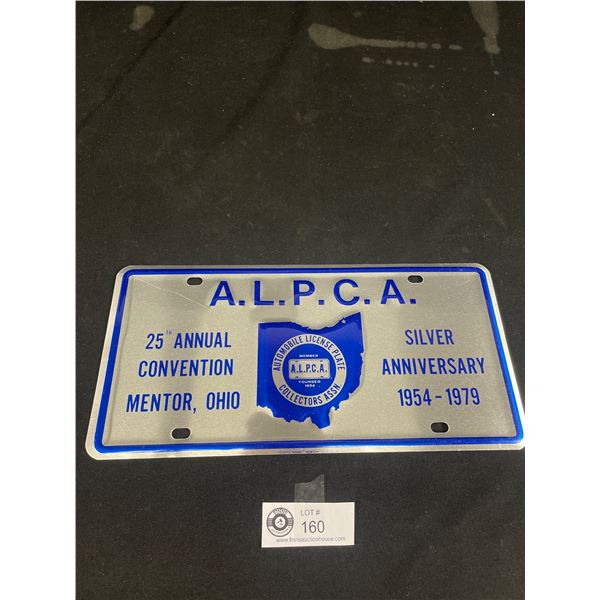 A.L.P.C.A.
25TH ANNUAL
CONVENTION
MENTOR, OHIO
AUTOMOBILE LICENSE PLATE
MEMBER
A.L.P.C.A.
FOUNDED
1954
COLLECTORS ASSN.
SILVER
ANNIVERSARY
1954-1979
LOT #
160
www.finnsauctionhouse.com